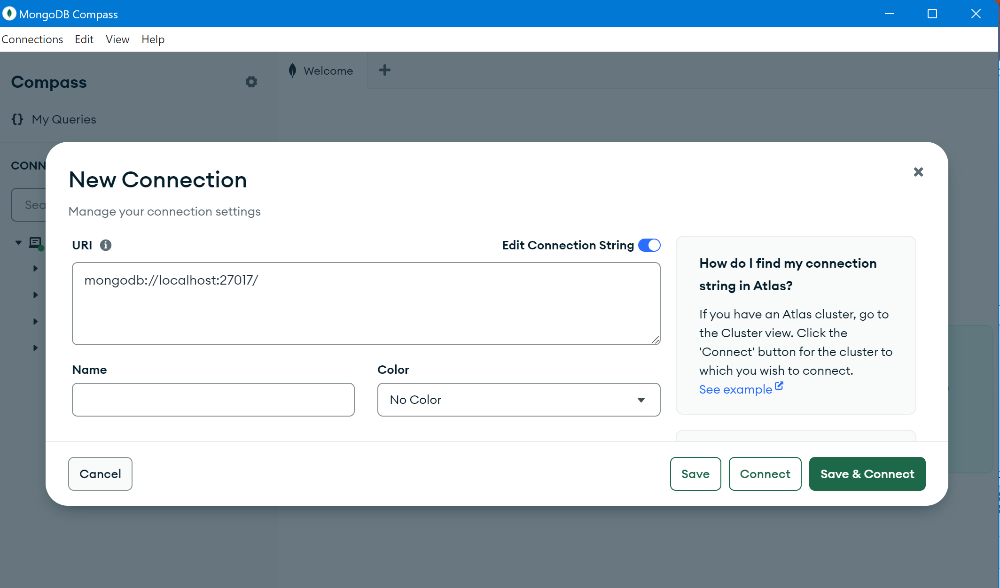 MongoDB Compass
Connections Edit View Help
Compass
Welcome
My Queries
CONN
Sea
New Connection
Manage your connection settings
URI
Edit Connection String
mongodb://localhost:27017/
Name
Color
No Color
How do I find my connection
string in Atlas?
If you have an Atlas cluster, go to
the Cluster view. Click the
'Connect' button for the cluster to
which you wish to connect.
See example
Cancel
Save
Connect
Save & Connect